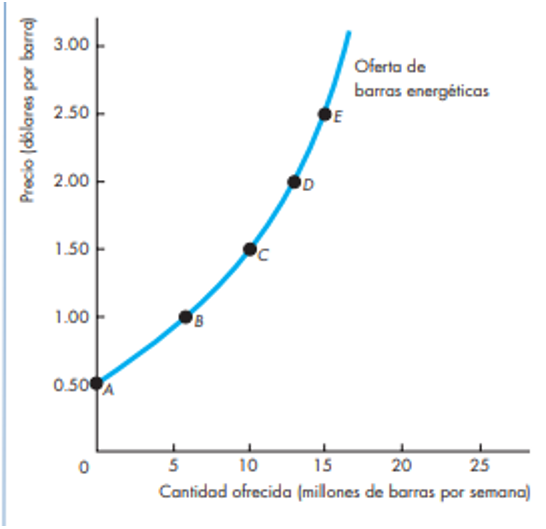 Precio (dólares por barra)
3.00
2.50
2.00
1.50
1.00
0.50
0
5
10
15
20
25
Oferta de
barras energéticas
E
D
C
B
A
Cantidad ofrecida (millones de barras por semana)